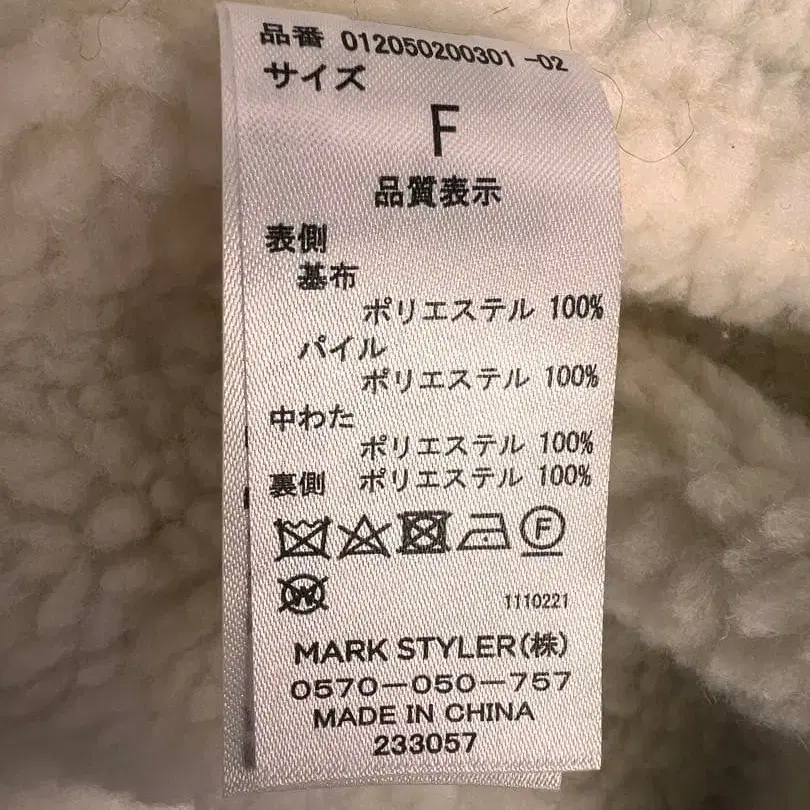 品番 012050200301 -02
サイズ
F
品質表示
表側
基布
ポリエステル 100%
パイル
ポリエステル 100%
中わた
ポリエステル 100%
裏側 ポリエステル 100%
F
W
1110221
MARK STYLER(株)
0570-050-757
MADE IN CHINA
233057